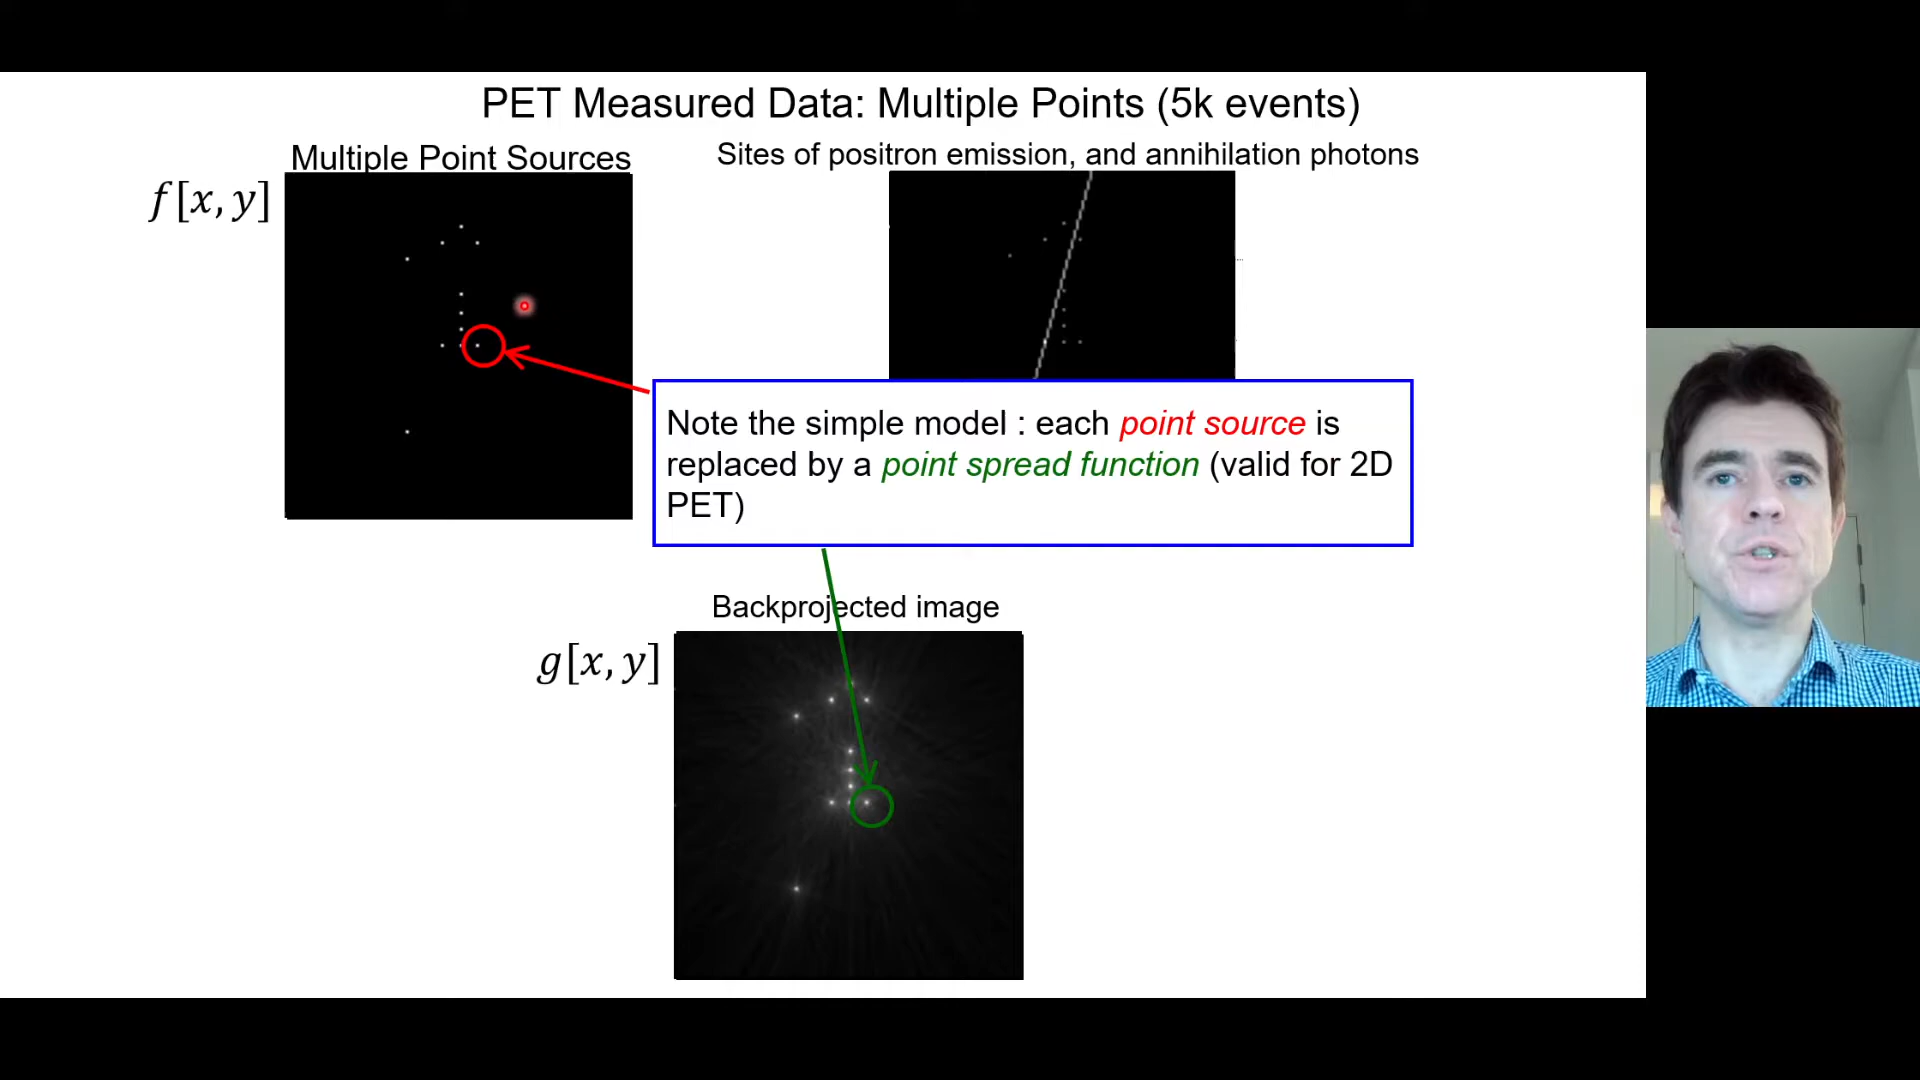 PET Measured Data: Multiple Points (5k events)
Multiple Point Sources
Sites of positron emission, and annihilation photons
f[x, y]
Note the simple model : each point source is
replaced by a point spread function (valid for 2D
PET)
Backprojected image
g[x, y]